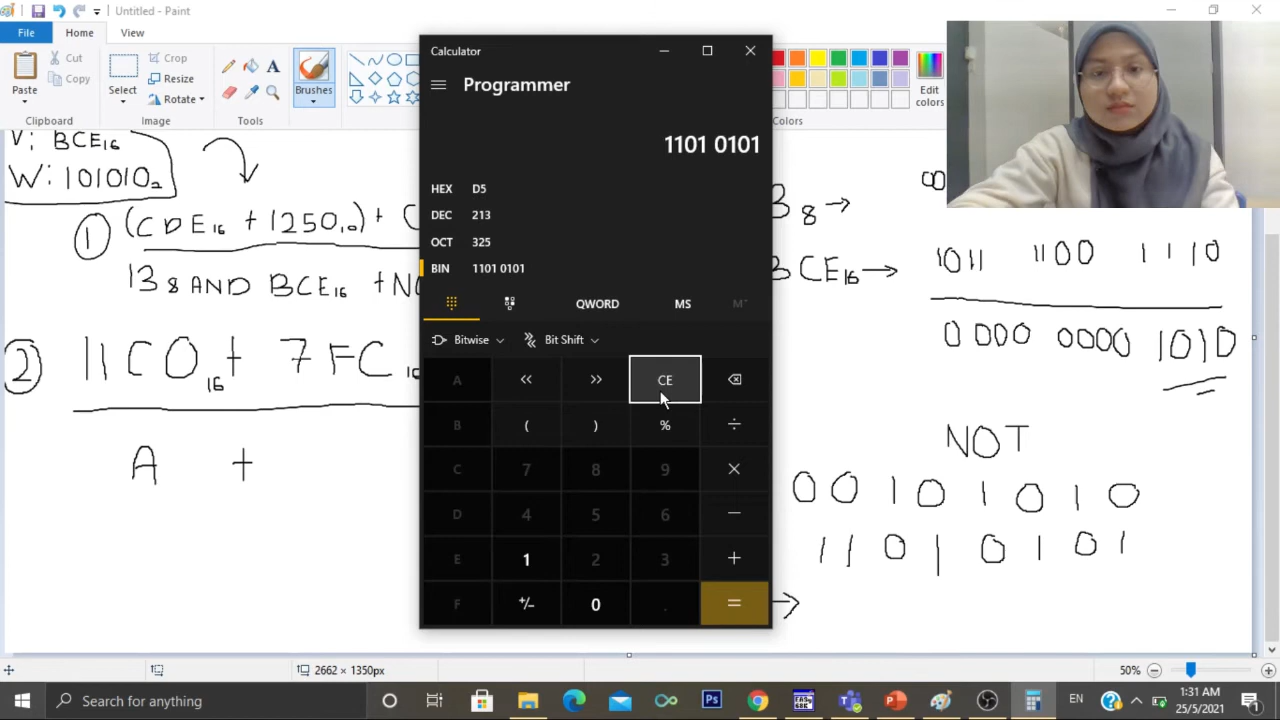 Untitled - Paint
File
Home
View
Paste
Cut
Copy
Clipboard
Select
Crop
Resize
Rotate
Image
Tools
Brushes
Colors
Edit
colors
Calculator
Programmer
1101 0101
HEX D5
DEC 213
OCT 325
BIN 1101 0101
QWORD
MS
M
Bitwise
Bit Shift
A << >> CE
B ( ) % ÷
C 7 8 9 ×
D 4 5 6 −
E 1 2 3 +
F +/- 0 . =
V: BCE16
W: 1010102
① (CDE16 + 125010) + C
138 AND BCE16 + NO
② 11C016 + 7FC16
A +
8 →
BCE16 → 1011 1100 1110
0000 0000 1010
NOT
00101010
11010101
→
2662 × 1350px
50%
Search for anything
Ps
EN
1:31 AM
25/5/2021
1